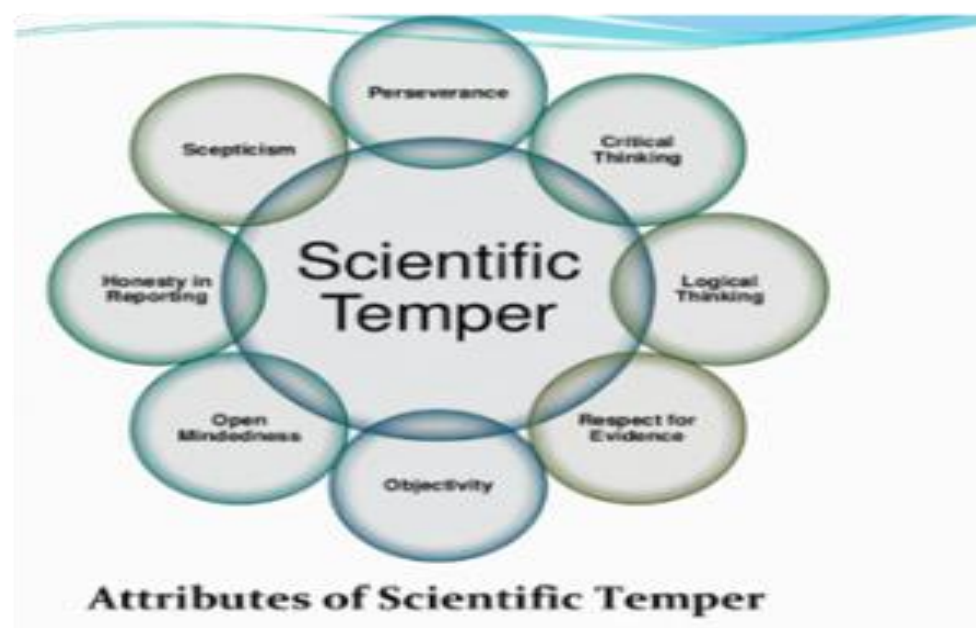 Perseverance
Scepticism
Critical
Thinking
Scientific
Temper
Honesty in
Reporting
Logical
Thinking
Open
Mindedness
Respect for
Evidence
Objectivity
Attributes of Scientific Temper